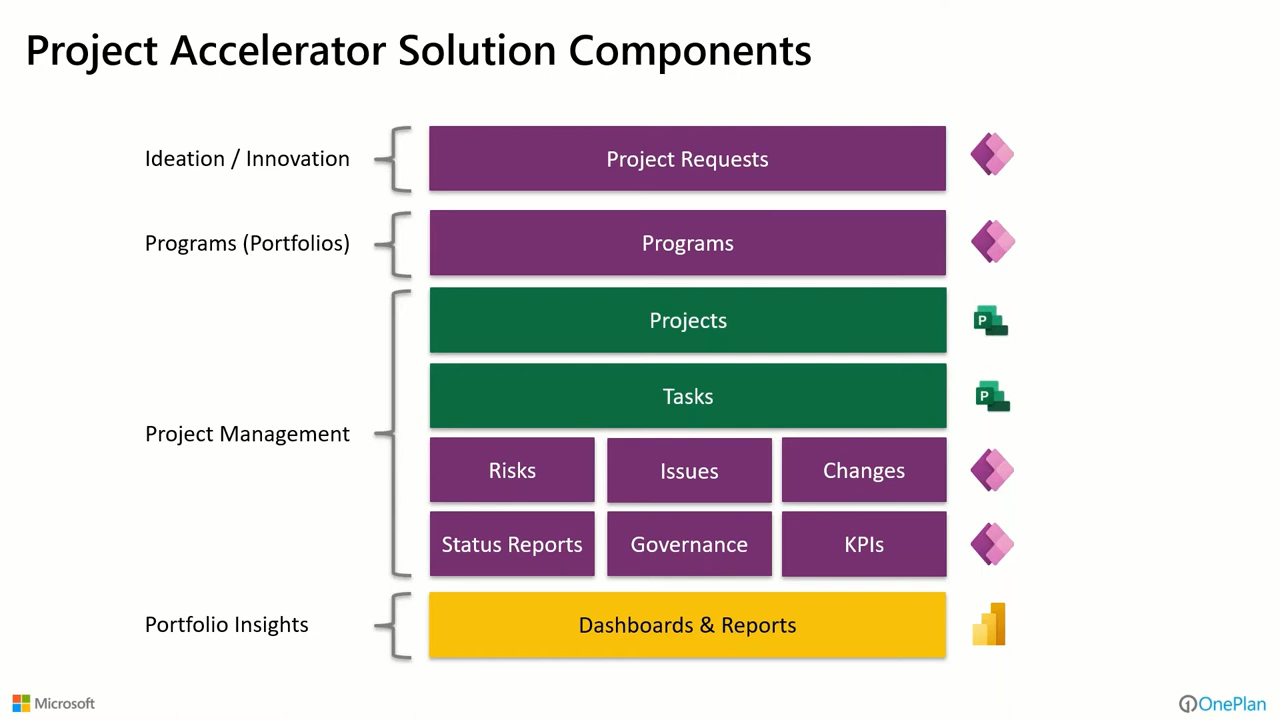 Project Accelerator Solution Components
Ideation / Innovation
Project Requests
Programs (Portfolios)
Programs
Projects
P
Tasks
P
Project Management
Risks
Issues
Changes
Status Reports
Governance
KPIs
Portfolio Insights
Dashboards & Reports
Microsoft
OnePlan